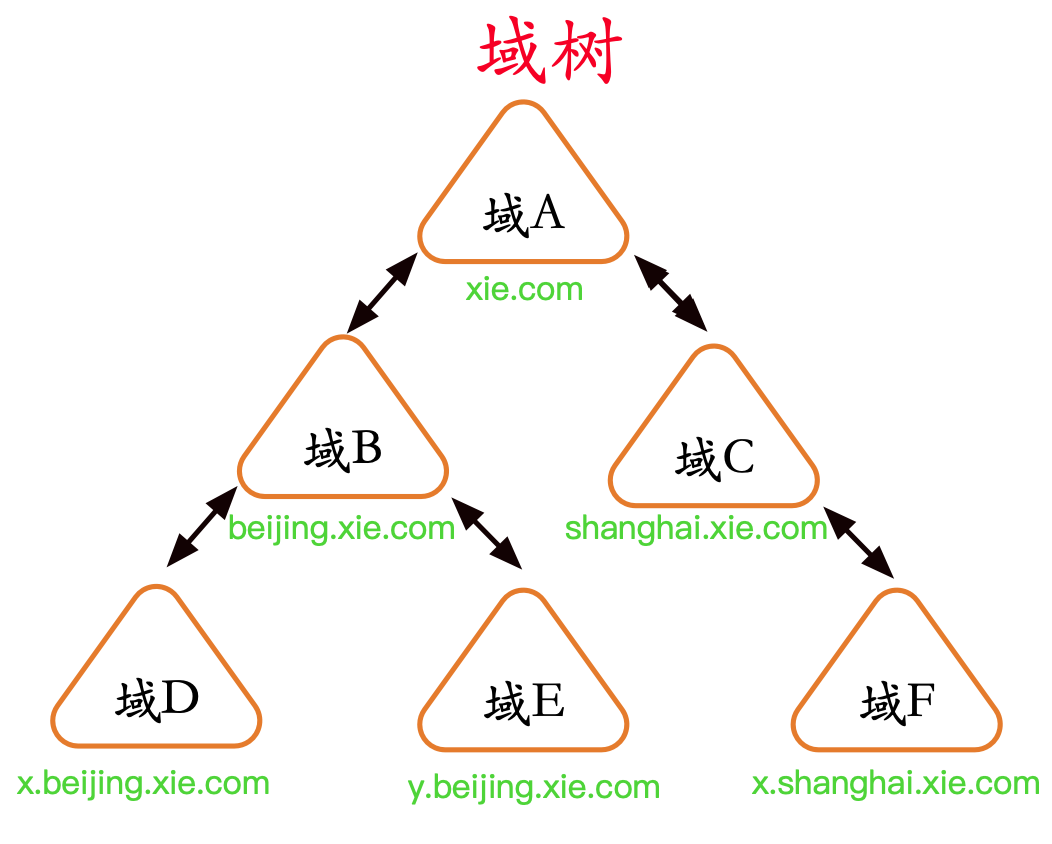 域树
域A
xie.com
域B
域C
beijing.xie.com
shanghai.xie.com
域D
域E
域F
x.beijing.xie.com
y.beijing.xie.com
x.shanghai.xie.com